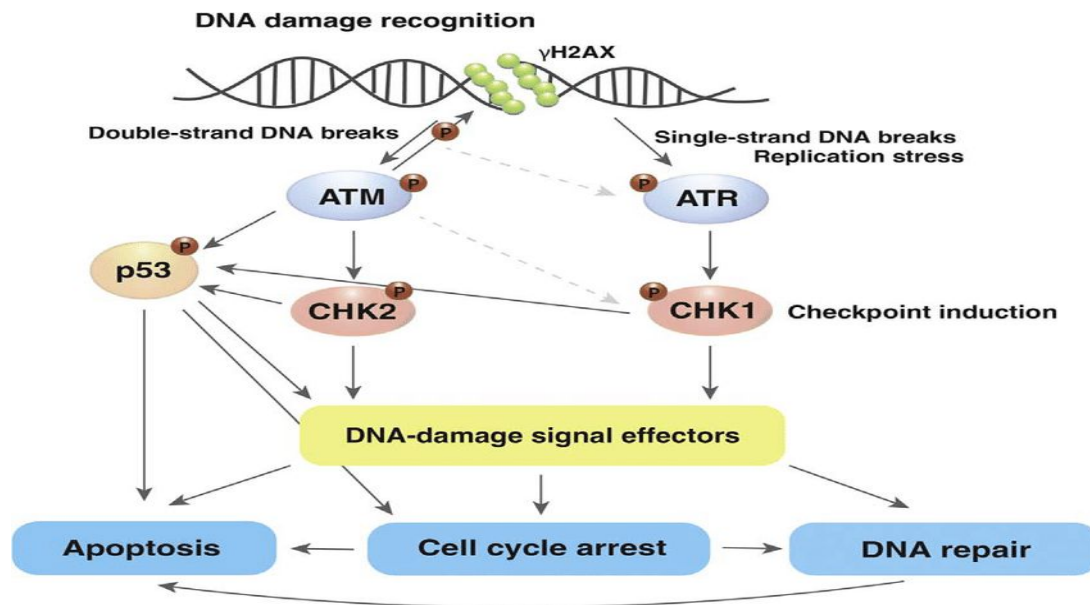 DNA damage recognition
γH2AX
Double-strand DNA breaks
P
Single-strand DNA breaks
Replication stress
ATM
P
P
ATR
P
p53
CHK2
P
P
CHK1
Checkpoint induction
DNA-damage signal effectors
Apoptosis
Cell cycle arrest
DNA repair